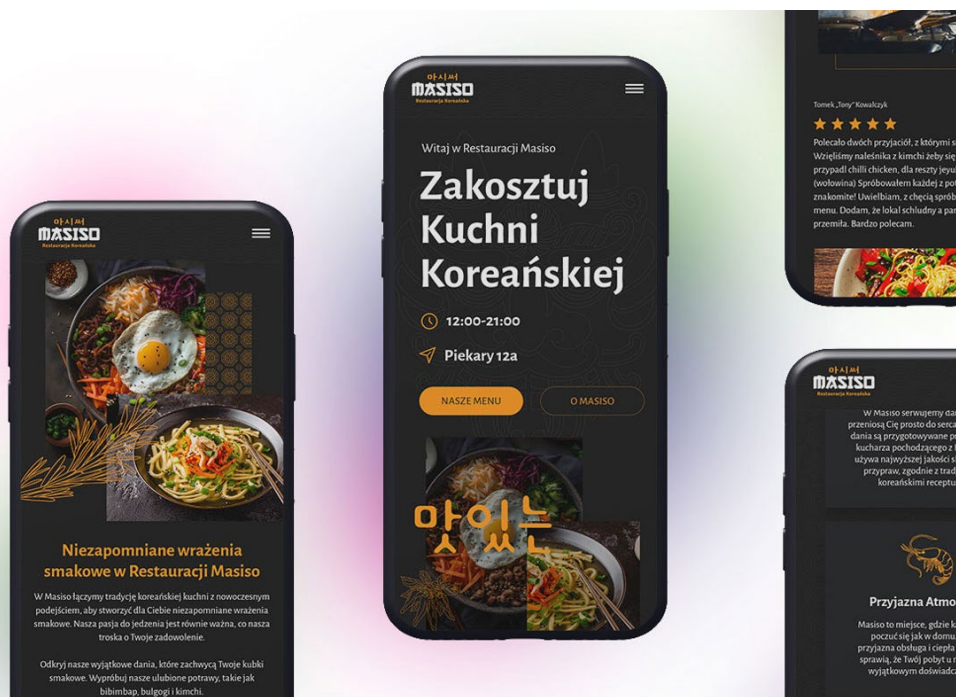 마시써
MASISO
Restauracja Koreańska
Niezapomniane wrażenia
smakowe w Restauracji Masiso
W Masiso łączymy tradycję koreańskiej kuchni z nowoczesnym
podejściem, aby stworzyć dla Ciebie niezapomniane wrażenia
smakowe. Nasza pasja do jedzenia jest równie ważna, co nasza
troska o Twoje zadowolenie.
Odkryj nasze wyjątkowe dania, które zachwycą Twoje kubki
smakowe. Wypróbuj nasze ulubione potrawy, takie jak
bibimbap, bulgogi i kimchi.
마시써
MASISO
Restauracja Koreańska
Witaj w Restauracji Masiso
Zakosztuj
Kuchni
Koreańskiej
12:00-21:00
Piekary 12a
NASZE MENU
O MASISO
맛있는
Tomek „Tony" Kowalczyk
Polecało dwóch przyjaciół, z którymi s
Wzięliśmy naleśnika z kimchi żeby się
przypadl chilli chicken, dla reszty jeyu
(wołowina) Spróbowałem każdej z pot
znakomite! Uwielbiam, z chęcią sprób
menu. Dodam, że lokal schludny a pan
przemiła. Bardzo polecam.
마시써
MASISO
Restauracja Koreańska
W Masiso serwujemy da
przeniosą Cię prosto do serca
dania są przygotowywane pr
kucharza pochodzącego z
używa najwyższej jakości s
przypraw, zgodnie z trad
koreańskimi receptu
Przyjazna Atmo
Masiso to miejsce, gdzie k
poczuć się jak w domu.
przyjazna obsługa i ciepła
sprawią, że Twój pobyt u
wyjątkowym doświadcz